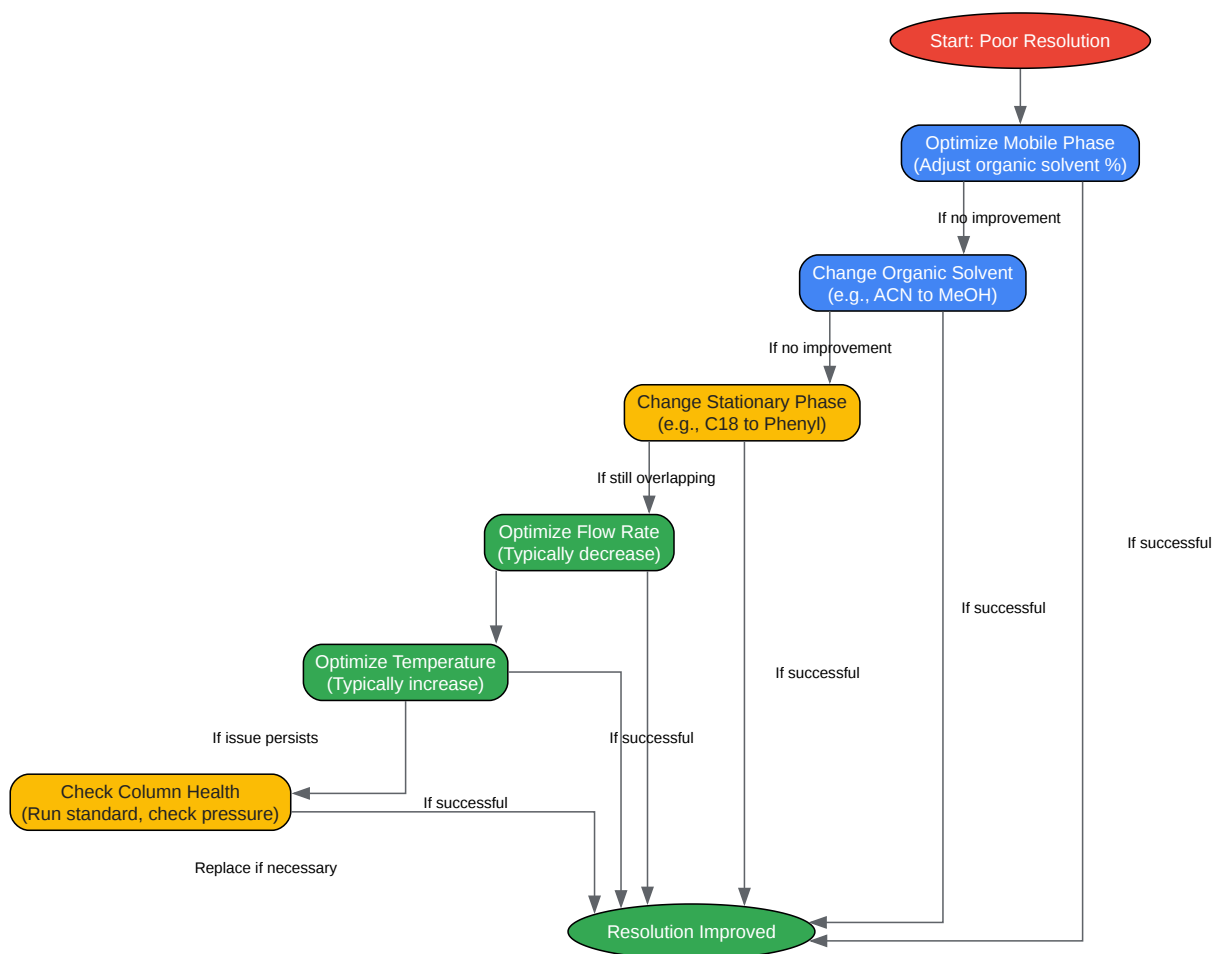 Start: Poor Resolution
Optimize Mobile Phase
(Adjust organic solvent %)
If no improvement
Change Organic Solvent
(e.g., ACN to MeOH)
If no improvement
Change Stationary Phase
(e.g., C18 to Phenyl)
If still overlapping
Optimize Flow Rate
(Typically decrease)
If successful
If successful
Optimize Temperature
(Typically increase)
If successful
If issue persists
If successful
Check Column Health
(Run standard, check pressure)
If successful
Replace if necessary
Resolution Improved